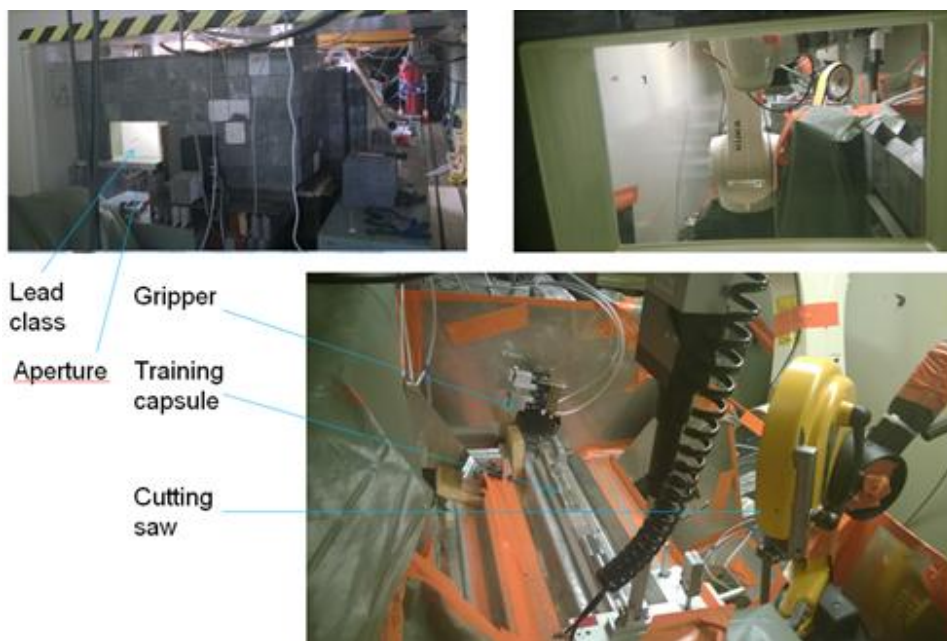 Lead
class
Aperture
Gripper
Training
capsule
Cutting
saw